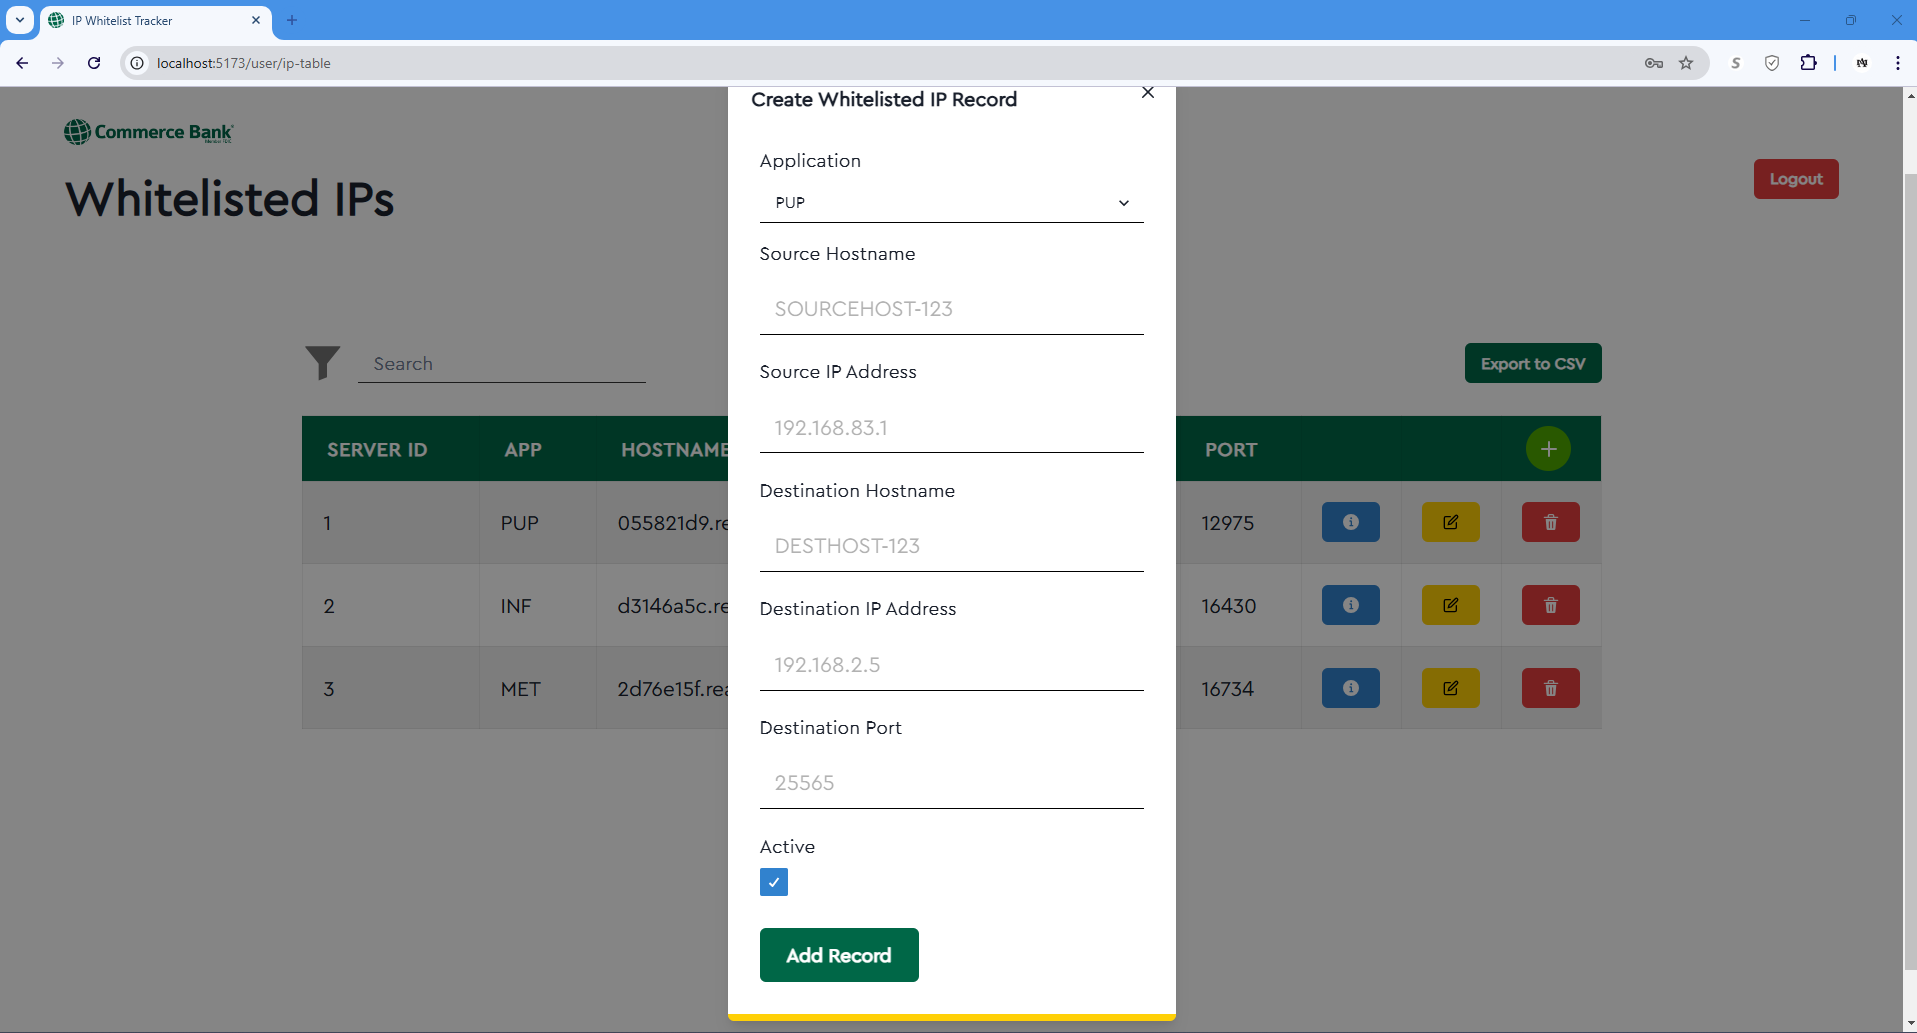 IP Whitelist Tracker
localhost:5173/user/ip-table
S
Commerce Bank
Whitelisted IPs
Logout
Search
Export to CSV
SERVER ID APP HOSTNAME PORT
1 PUP 055821d9.re 12975
2 INF d3146a5c.re 16430
3 MET 2d76e15f.rea 16734
Create Whitelisted IP Record
Application
PUP
Source Hostname
SOURCEHOST-123
Source IP Address
192.168.83.1
Destination Hostname
DESTHOST-123
Destination IP Address
192.168.2.5
Destination Port
25565
Active
Add Record